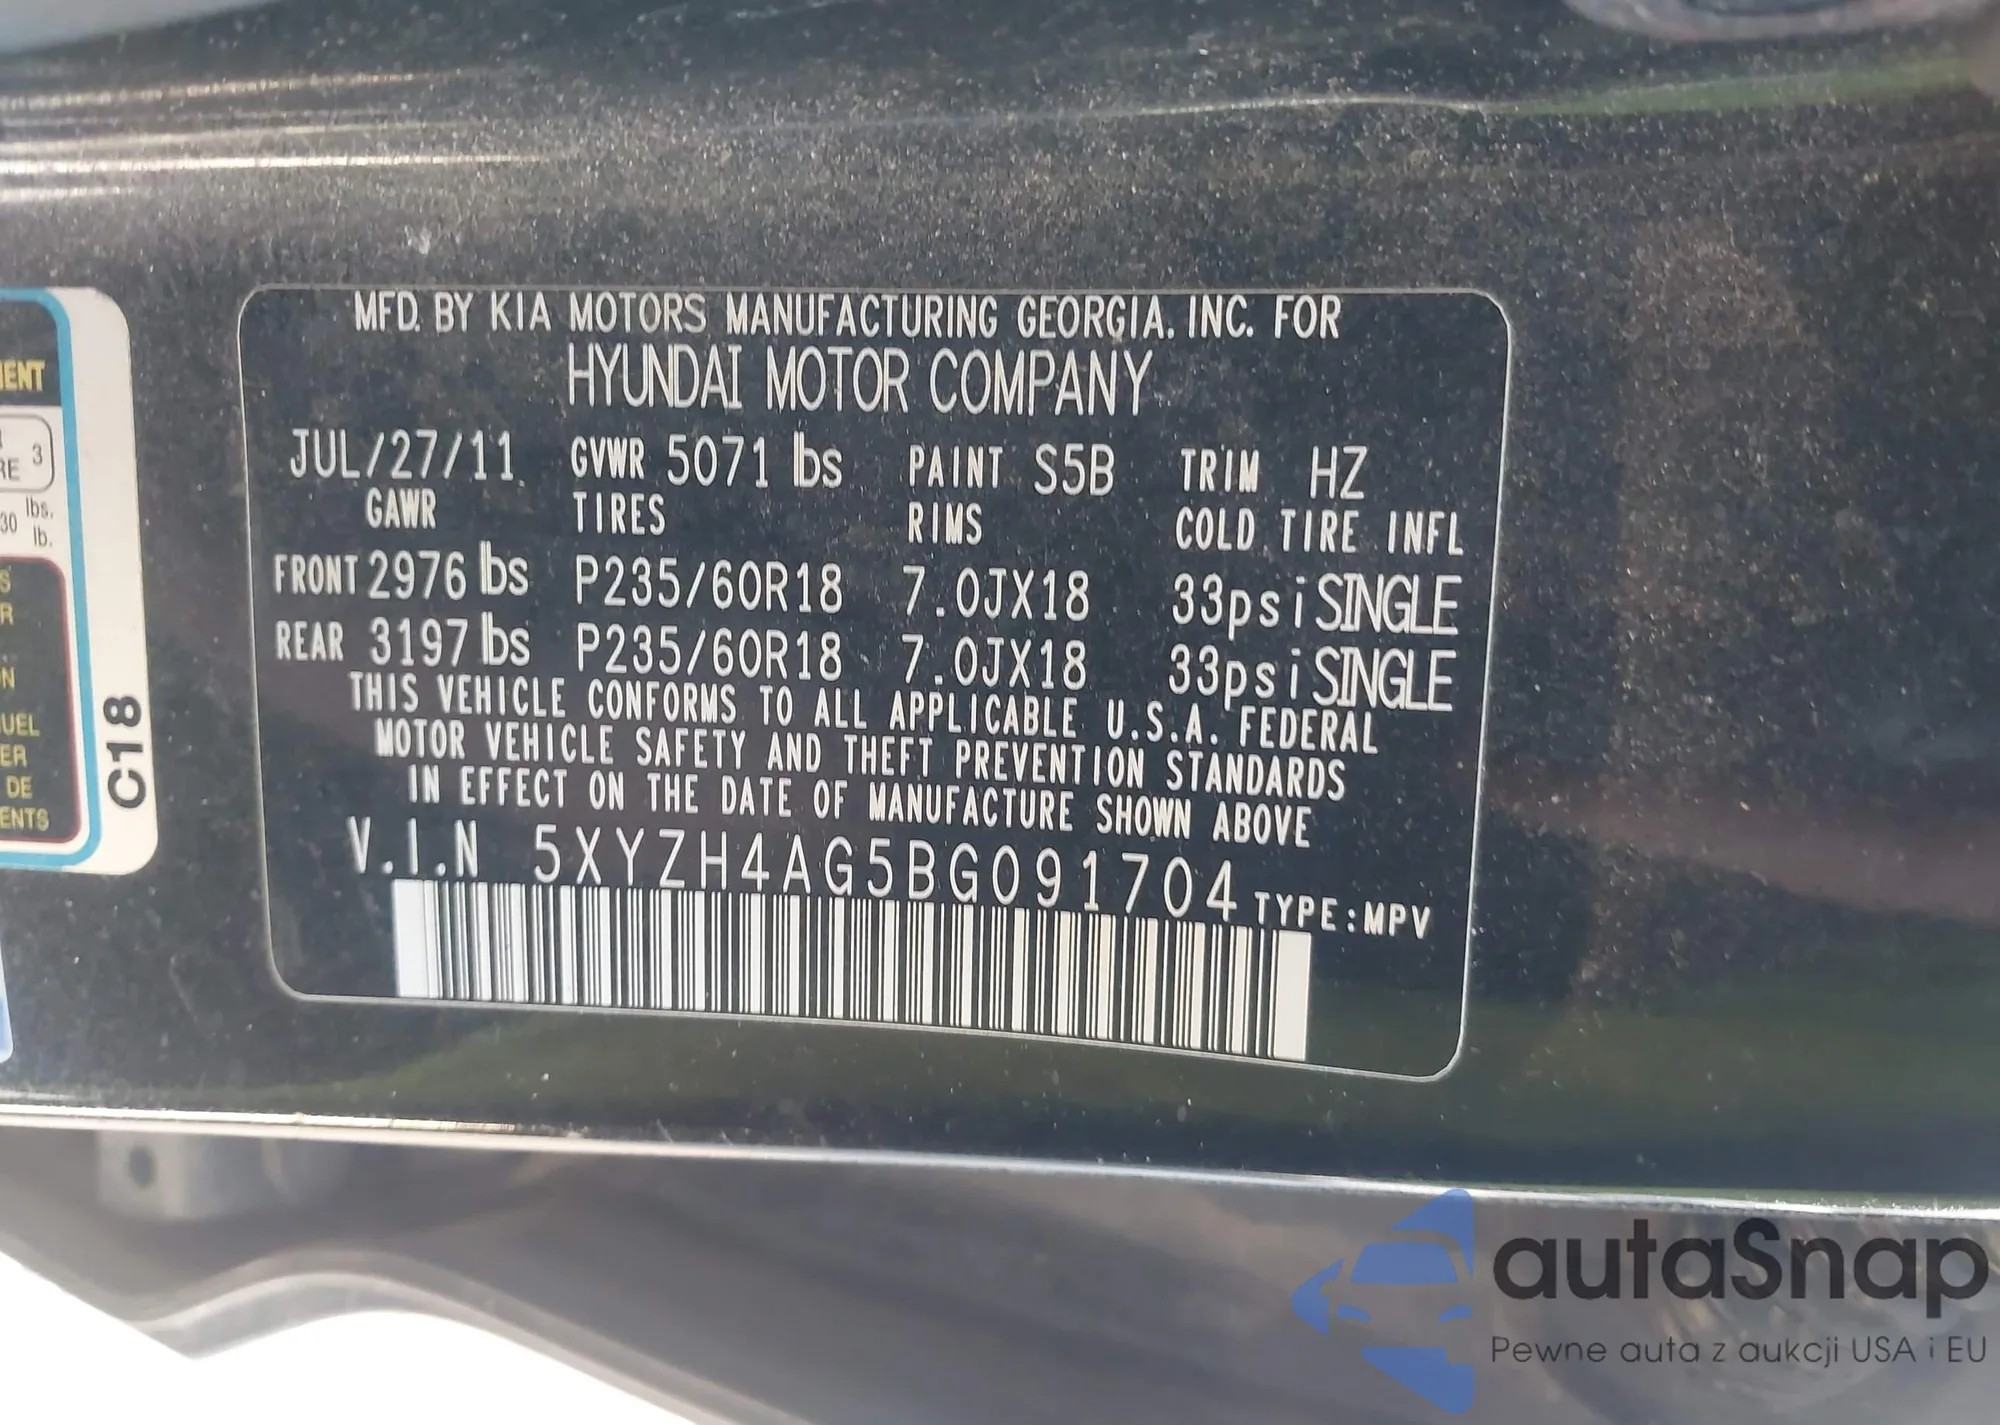 MFD. BY KIA MOTORS MANUFACTURING GEORGIA, INC. FOR
HYUNDAI MOTOR COMPANY
JUL/27/11 GVWR 5071 lbs PAINT S5B TRIM HZ
GAWR TIRES RIMS COLD TIRE INFL
FRONT 2976 lbs P235/60R18 7.0JX18 33psi SINGLE
REAR 3197 lbs P235/60R18 7.0JX18 33psi SINGLE
THIS VEHICLE CONFORMS TO ALL APPLICABLE U.S.A. FEDERAL
MOTOR VEHICLE SAFETY AND THEFT PREVENTION STANDARDS
IN EFFECT ON THE DATE OF MANUFACTURE SHOWN ABOVE
V.I.N 5XYZH4AG5BG091704 TYPE:MPV
3
lbs.
lb.
DE
C18
autaSnap
Pewne auta z aukcji USA i EU